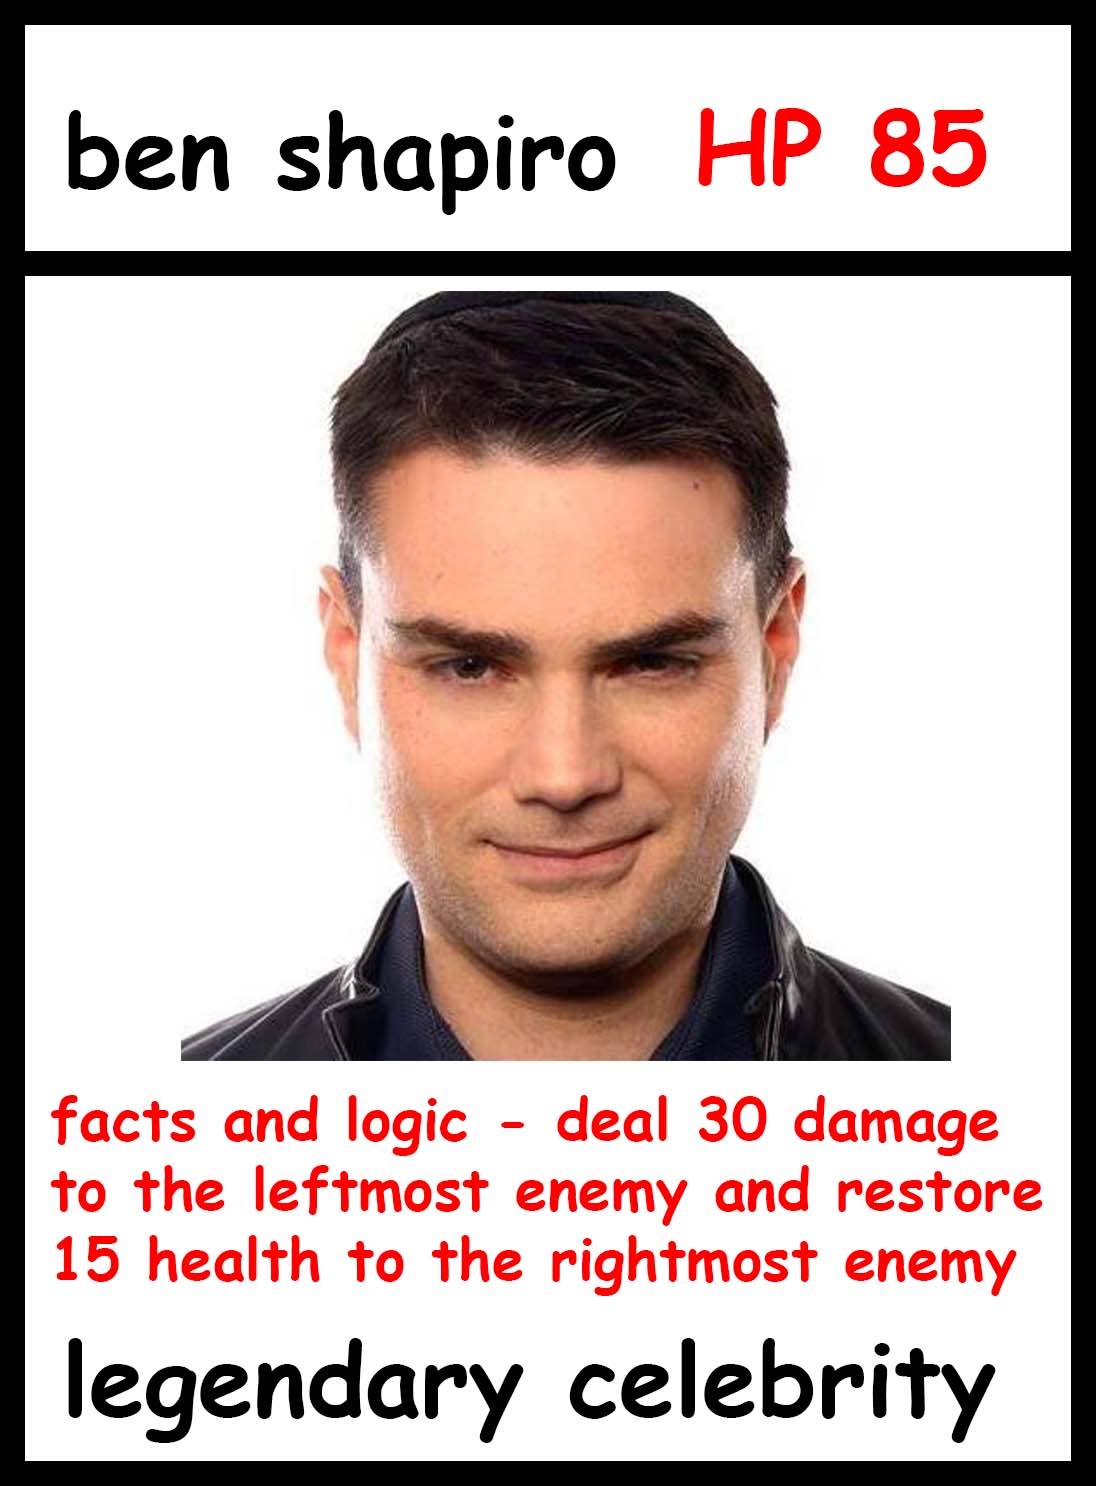 ben shapiro HP 85
facts and logic - deal 30 damage
to the leftmost enemy and restore
15 health to the rightmost enemy
legendary celebrity